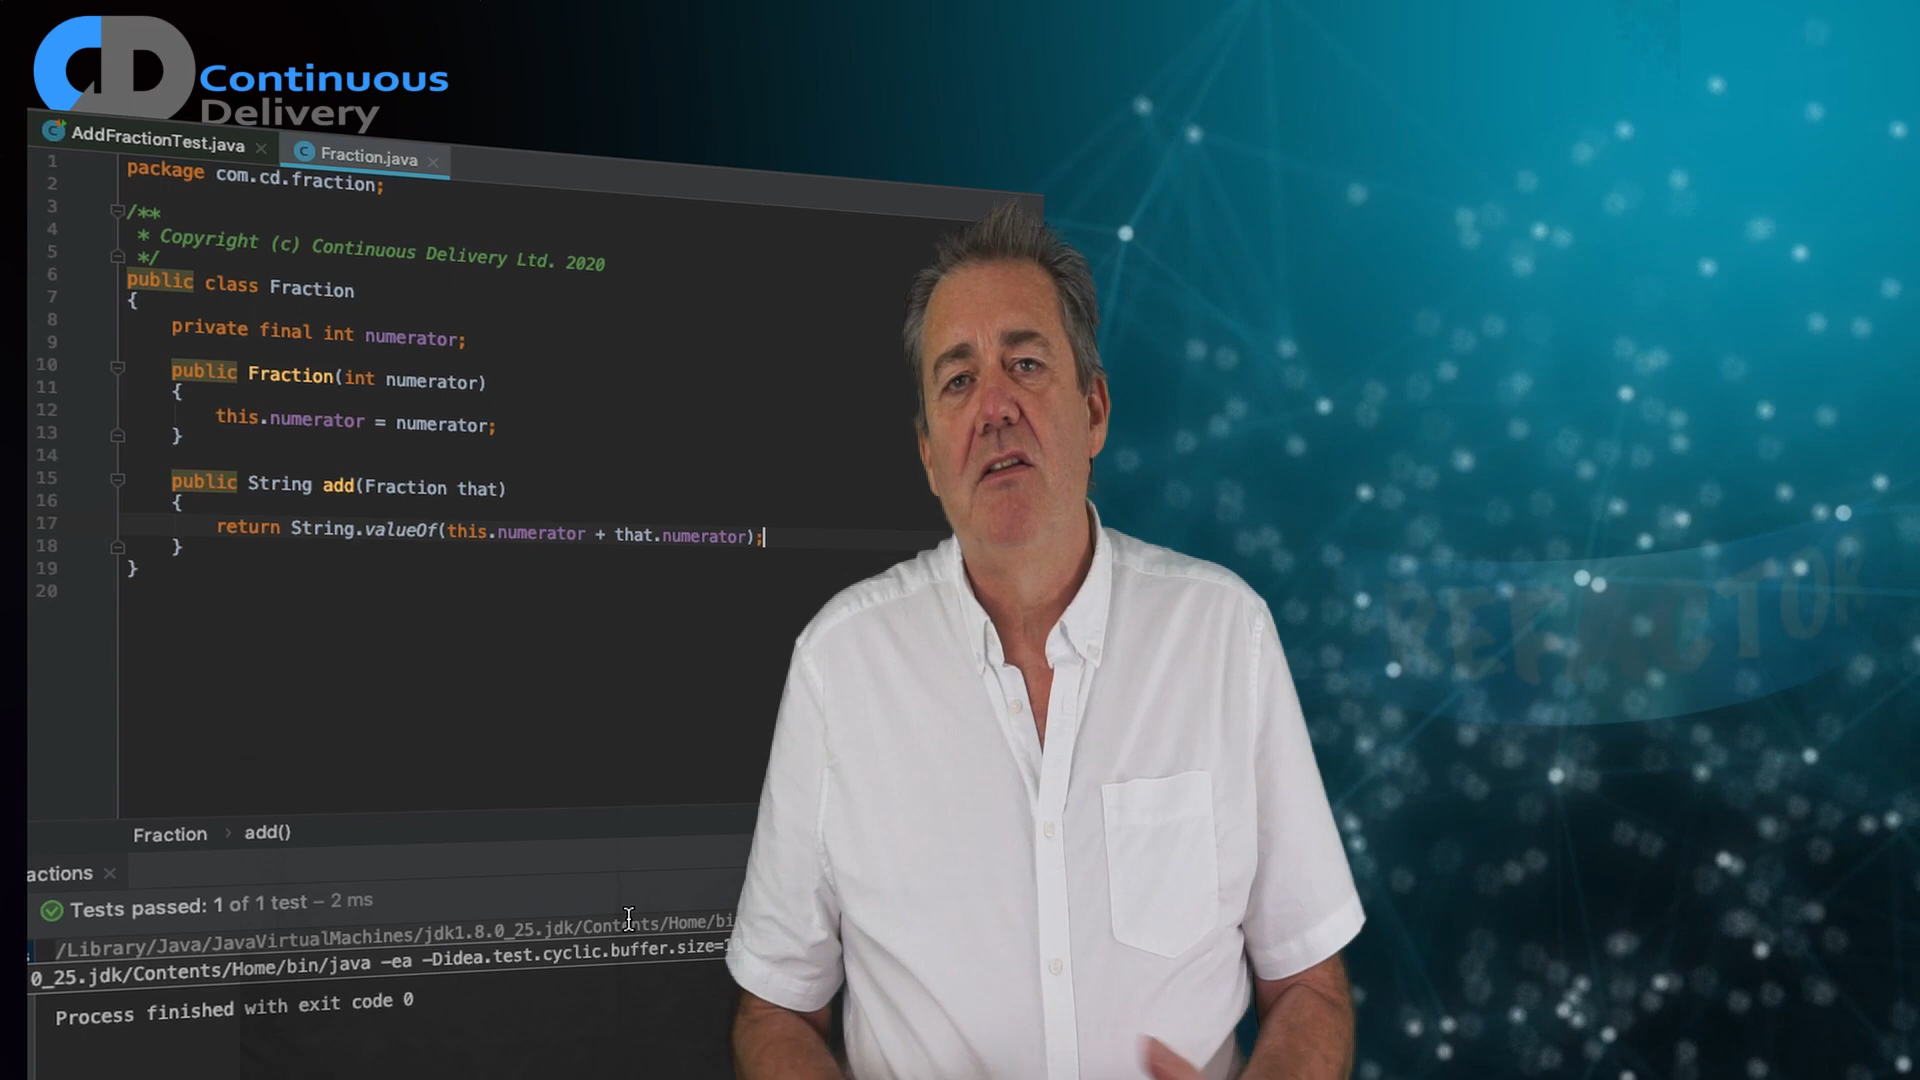 Continuous
Delivery
AddFractionTest.java
Fraction.java
1
2
3
4
5
6
7
8
9
10
11
12
13
14
15
16
17
18
19
20
package com.cd.fraction;
/**
* Copyright (c) Continuous Delivery Ltd. 2020
*/
public class Fraction
{
private final int numerator;
public Fraction(int numerator)
{
this.numerator = numerator;
}
public String add(Fraction that)
{
return String.valueOf(this.numerator + that.numerator);
}
}
REFACTOR
Fraction > add()
actions
Tests passed: 1 of 1 test – 2 ms
/Library/Java/JavaVirtualMachines/jdk1.8.0_25.jdk/Contents/Home/bin
0_25.jdk/Contents/Home/bin/java -ea -Didea.test.cyclic.buffer.size=10
Process finished with exit code 0